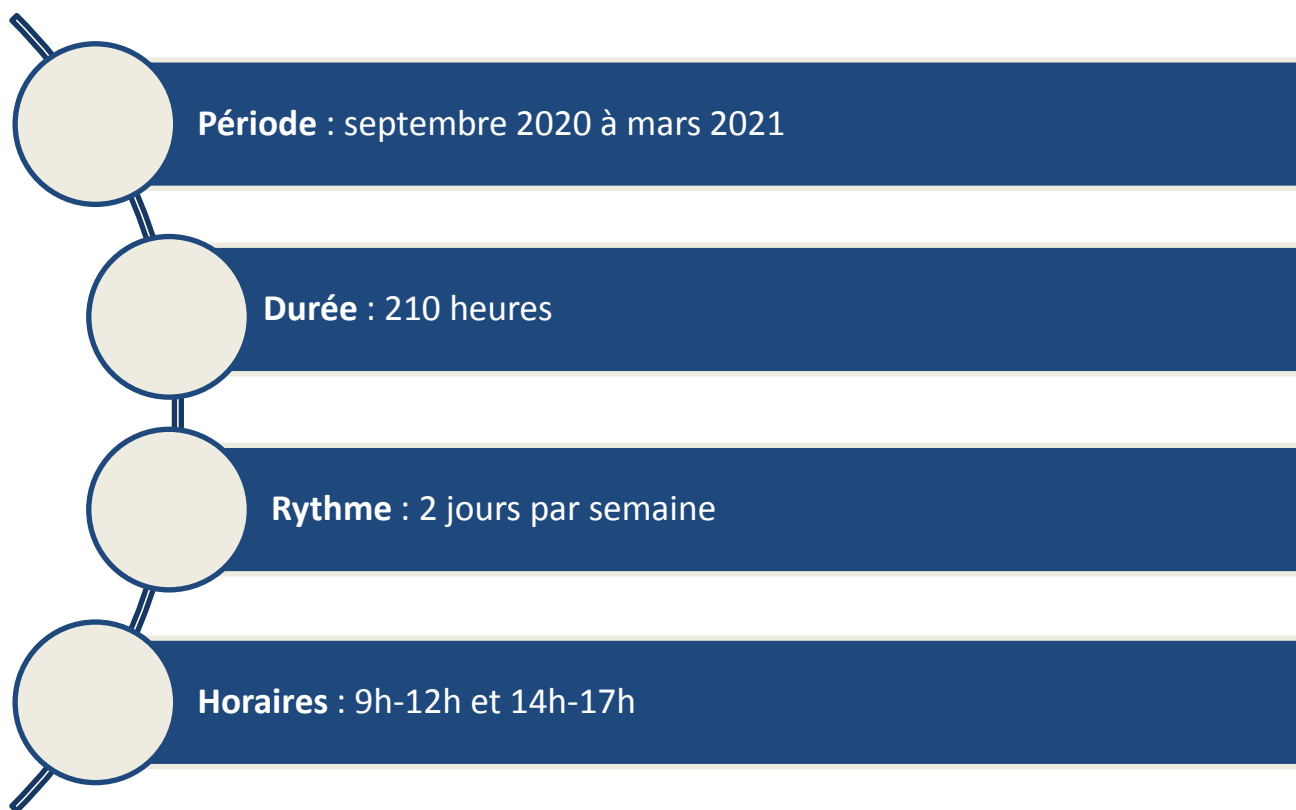 Période : septembre 2020 à mars 2021
Durée : 210 heures
Rythme : 2 jours par semaine
Horaires : 9h-12h et 14h-17h